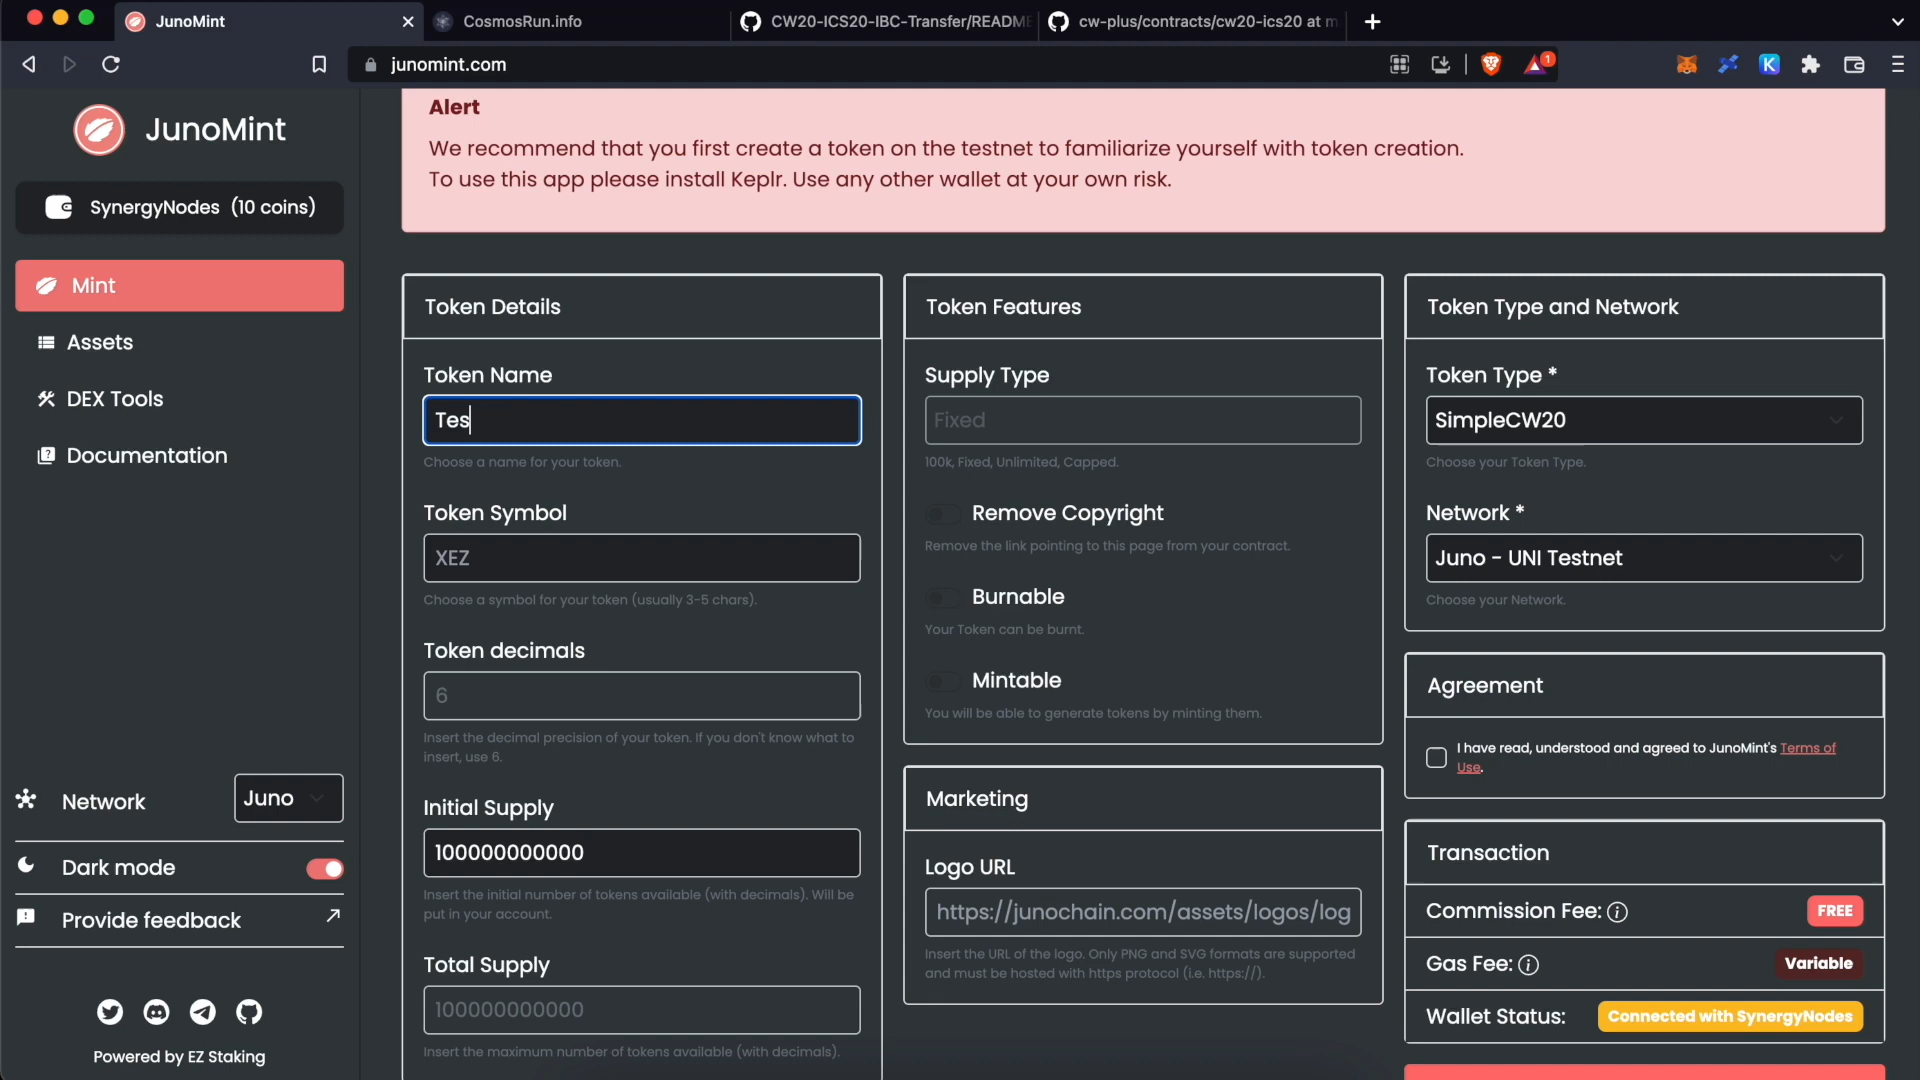 JunoMint
CosmosRun.info
CW20-ICS20-IBC-Transfer/README
cw-plus/contracts/cw20-ics20 at m
junomint.com
1
K
JunoMint
SynergyNodes (10 coins)
Mint
Assets
DEX Tools
Documentation
Network
Juno
Dark mode
Provide feedback
Powered by EZ Staking
Alert
We recommend that you first create a token on the testnet to familiarize yourself with token creation.
To use this app please install Keplr. Use any other wallet at your own risk.
Token Details
Token Name
Tes
Choose a name for your token.
Token Symbol
XEZ
Choose a symbol for your token (usually 3-5 chars).
Token decimals
6
Insert the decimal precision of your token. If you don't know what to
insert, use 6.
Initial Supply
100000000000
Insert the initial number of tokens available (with decimals). Will be
put in your account.
Total Supply
100000000000
Insert the maximum number of tokens available (with decimals).
Token Features
Supply Type
Fixed
100k, Fixed, Unlimited, Capped.
Remove Copyright
Remove the link pointing to this page from your contract.
Burnable
Your Token can be burnt.
Mintable
You will be able to generate tokens by minting them.
Marketing
Logo URL
https://junochain.com/assets/logos/log
Insert the URL of the logo. Only PNG and SVG formats are supported
and must be hosted with https protocol (i.e. https://).
Token Type and Network
Token Type *
SimpleCW20
Choose your Token Type.
Network *
Juno - UNI Testnet
Choose your Network.
Agreement
I have read, understood and agreed to JunoMint's Terms of
Use.
Transaction
Commission Fee:
FREE
Gas Fee:
Variable
Wallet Status:
Connected with SynergyNodes